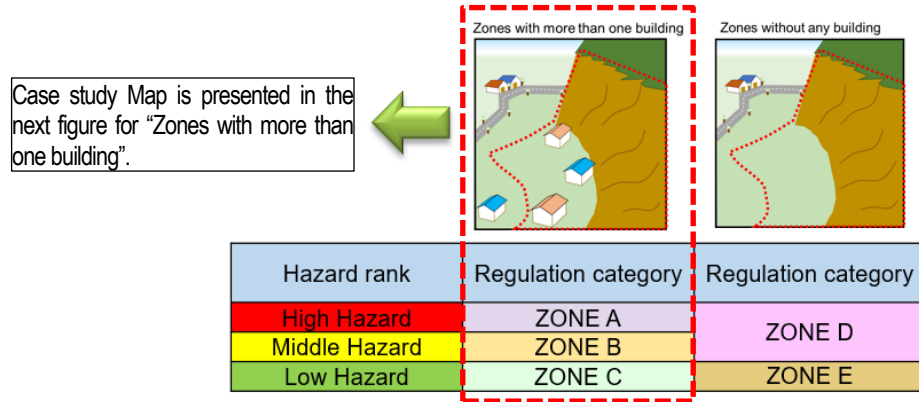 Zones with more than one building
Zones without any building
Case study Map is presented in the
next figure for “Zones with more than
one building”.
Hazard rank
Regulation category
Regulation category
High Hazard
ZONE A
ZONE D
Middle Hazard
ZONE B
Low Hazard
ZONE C
ZONE E